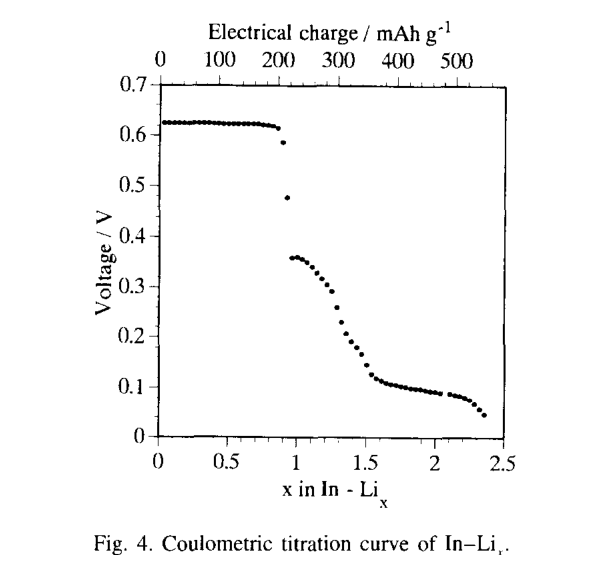 Electrical charge / mAh g-1
0 100 200 300 400 500
0.7
0.6
0.5
0.4
0.3
0.2
0.1
0
Voltage / V
0 0.5 1 1.5 2 2.5
x in In - Lix
Fig. 4. Coulometric titration curve of In–Lix.